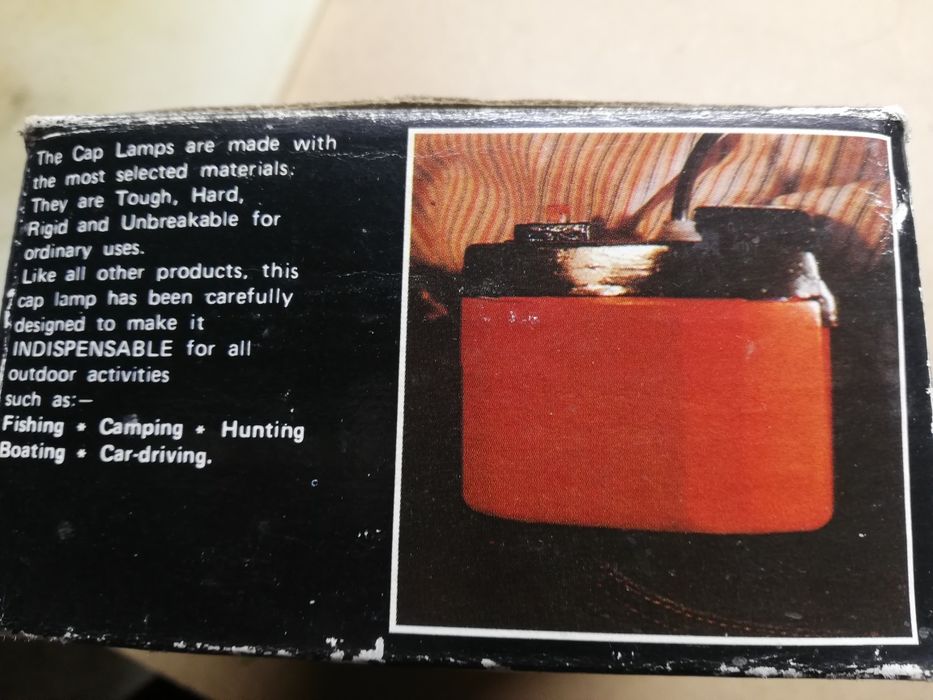 The Cap Lamps are made with
the most selected materials.
They are Tough, Hard,
Rigid and Unbreakable for
ordinary uses.
Like all other products, this
cap lamp has been carefully
designed to make it
INDISPENSABLE for all
outdoor activities
such as:—
Fishing * Camping * Hunting
Boating * Car-driving.